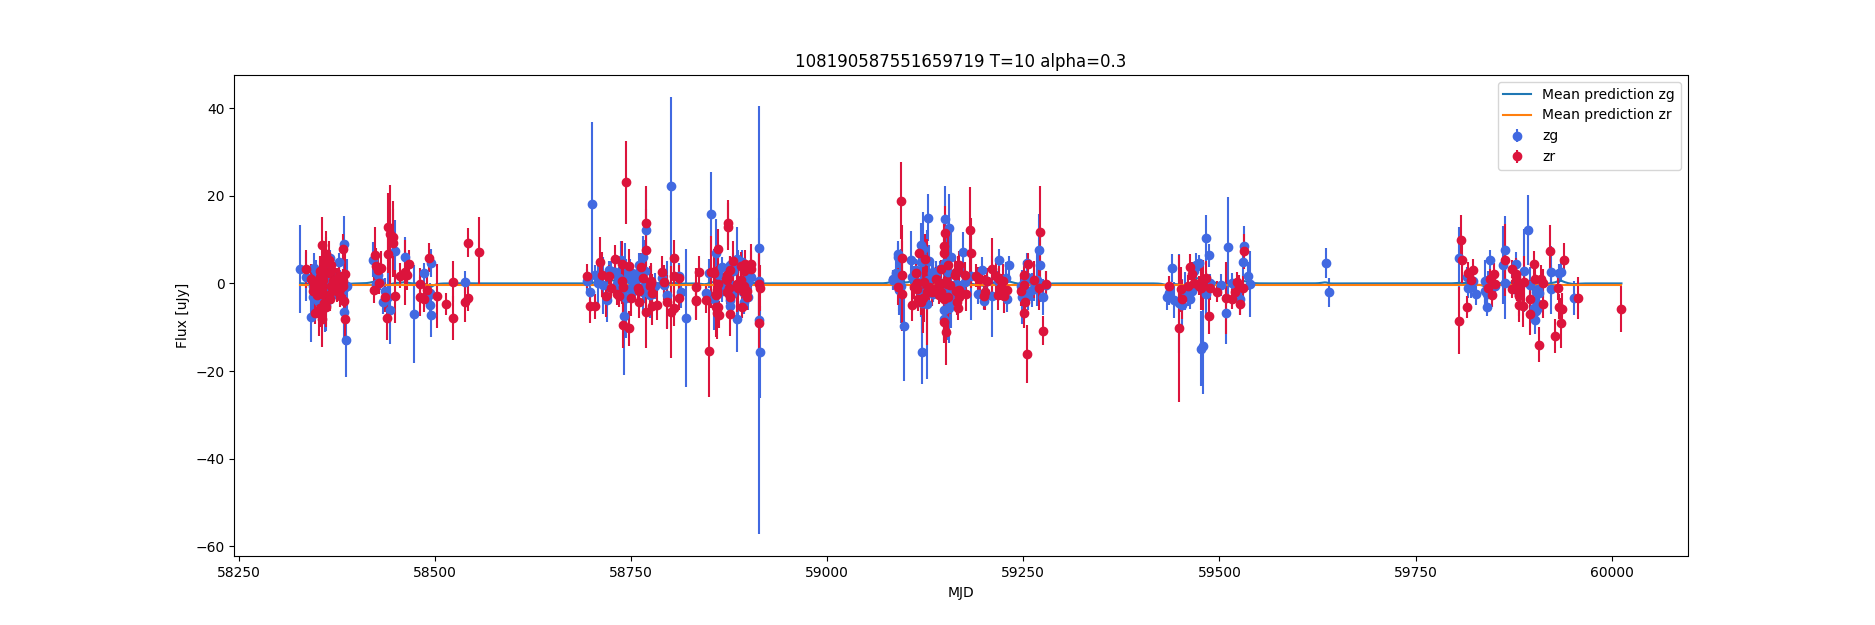 108190587551659719 T=10 alpha=0.3
Mean prediction zg
Mean prediction zr
zg
zr
40
20
0
−20
−40
−60
Flux [uJy]
58250 58500 58750 59000 59250 59500 59750 60000
MJD